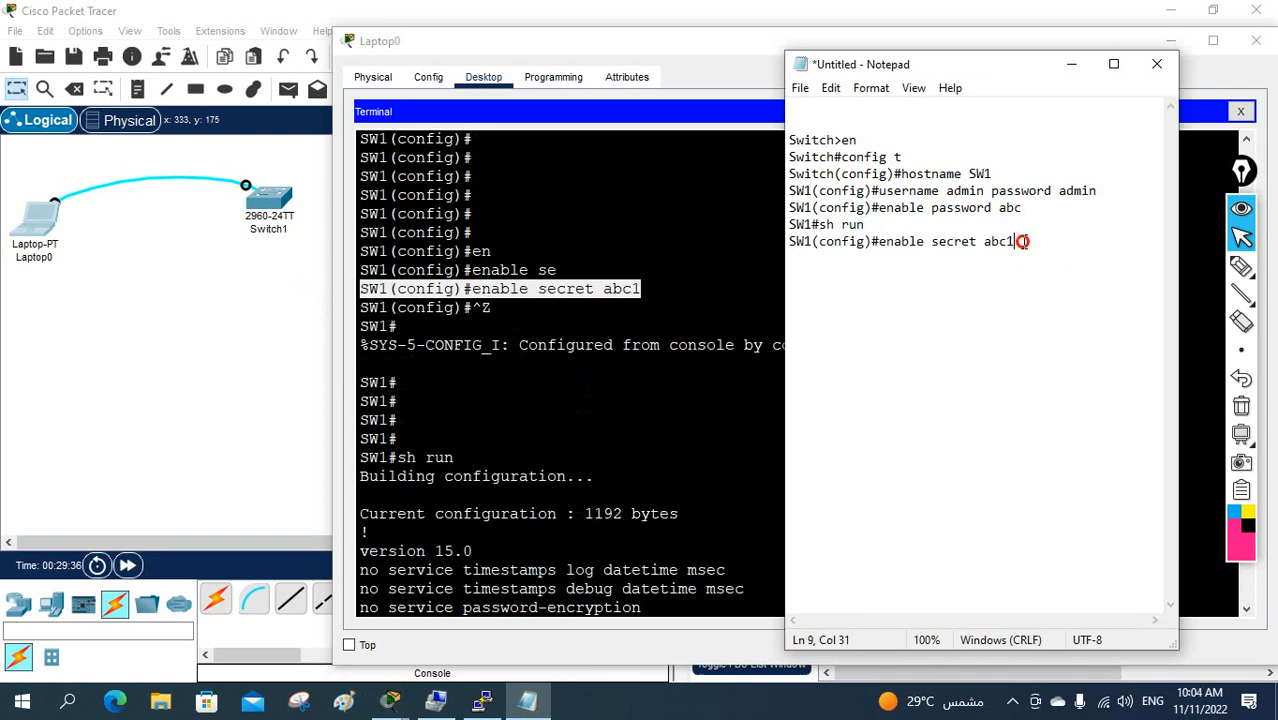 Cisco Packet Tracer
File Edit Options View Tools Extensions Window Help
Logical Physical x: 333, y: 175
Laptop-PT
Laptop0
2960-24TT
Switch1
Time: 00:29:36
Laptop0
Physical Config Desktop Programming Attributes
Terminal X
SW1(config)#
SW1(config)#
SW1(config)#
SW1(config)#
SW1(config)#
SW1(config)#
SW1(config)#en
SW1(config)#enable se
SW1(config)#enable secret abc1
SW1(config)#^Z
SW1#
%SYS-5-CONFIG_I: Configured from console by co
SW1#
SW1#
SW1#
SW1#
SW1#sh run
Building configuration...
Current configuration : 1192 bytes
!
version 15.0
no service timestamps log datetime msec
no service timestamps debug datetime msec
no service password-encryption
Top
Console
*Untitled - Notepad
File Edit Format View Help
Switch>en
Switch#config t
Switch(config)#hostname SW1
SW1(config)#username admin password admin
SW1(config)#enable password abc
SW1#sh run
SW1(config)#enable secret abc1
Ln 9, Col 31 100% Windows (CRLF) UTF-8
29°C مشمس ENG
10:04 AM
11/11/2022